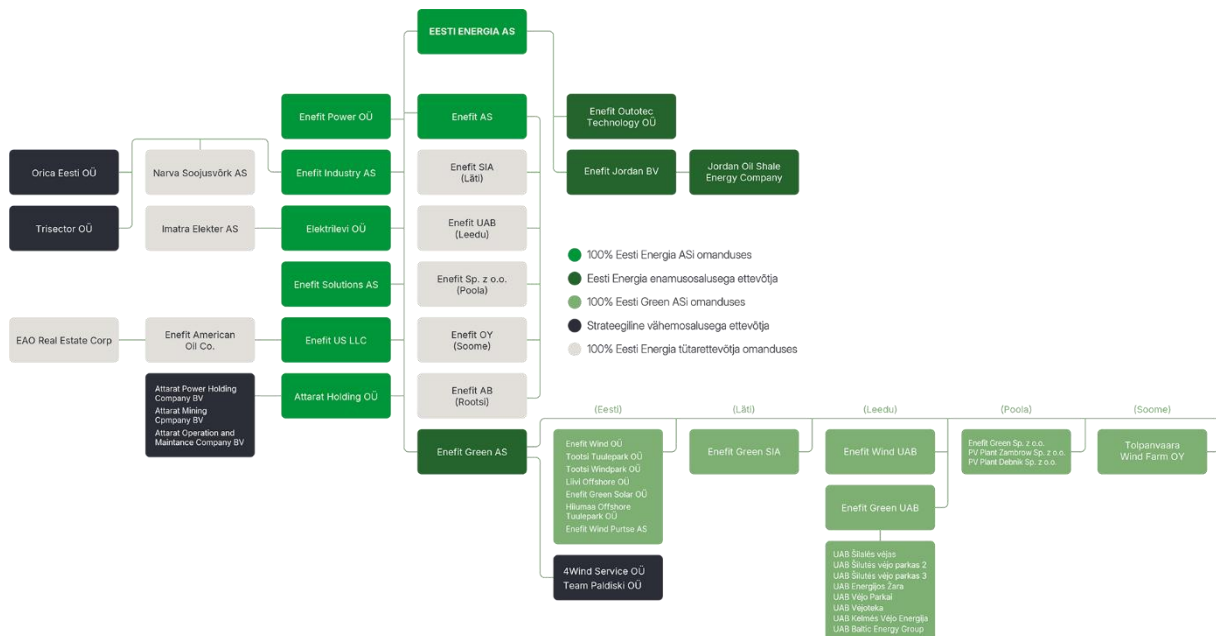 EESTI ENERGIA AS
Enefit Power OÜ
Enefit AS
Enefit Outotec
Technology OÜ
Orica Eesti OÜ
Narva Soojusvõrk AS
Enefit Industry AS
Enefit SIA
(Läti)
Enefit Jordan BV
Jordan Oil Shale
Energy Company
Trisector OÜ
Imatra Elekter AS
Elektrilevi OÜ
Enefit UAB
(Leedu)
Enefit Solutions AS
Enefit Sp. z o.o.
(Poola)
100% Eesti Energia ASi omanduses
Eesti Energia enamusosalusega ettevõtja
100% Eesti Green ASi omanduses
Strateegiline vähemosalusega ettevõtja
100% Eesti Energia tütarettevõtja omanduses
EAO Real Estate Corp
Enefit American
Oil Co.
Enefit US LLC
Enefit OY
(Soome)
Attarat Power Holding
Company BV
Attarat Mining
Cpmpany BV
Attarat Operation and
Maintance Company BV
Attarat Holding OÜ
Enefit AB
(Rootsi)
(Eesti)
(Läti)
(Leedu)
(Poola)
(Soome)
Enefit Green AS
Enefit Wind OÜ
Tootsi Tuulepark OÜ
Tootsi Windpark OÜ
Liivi Offshore OÜ
Enefit Green Solar OÜ
Hiiumaa Offshore
Tuulepark OÜ
Enefit Wind Purtse AS
Enefit Green SIA
Enefit Wind UAB
Enefit Green Sp. z o.o.
PV Plant Zambrow Sp. z o.o.
PV Plant Debnik Sp. z o.o.
Tolpanvaara
Wind Farm OY
Enefit Green UAB
4Wind Service OÜ
Team Paldiski OÜ
UAB Šilalės vėjas
UAB Šilutės vėjo parkas 2
UAB Šilutės vėjo parkas 3
UAB Energijos Žara
UAB Vėjo Parkai
UAB Vėjoteka
UAB Kelmės Vėjo Energija
UAB Baltic Energy Group